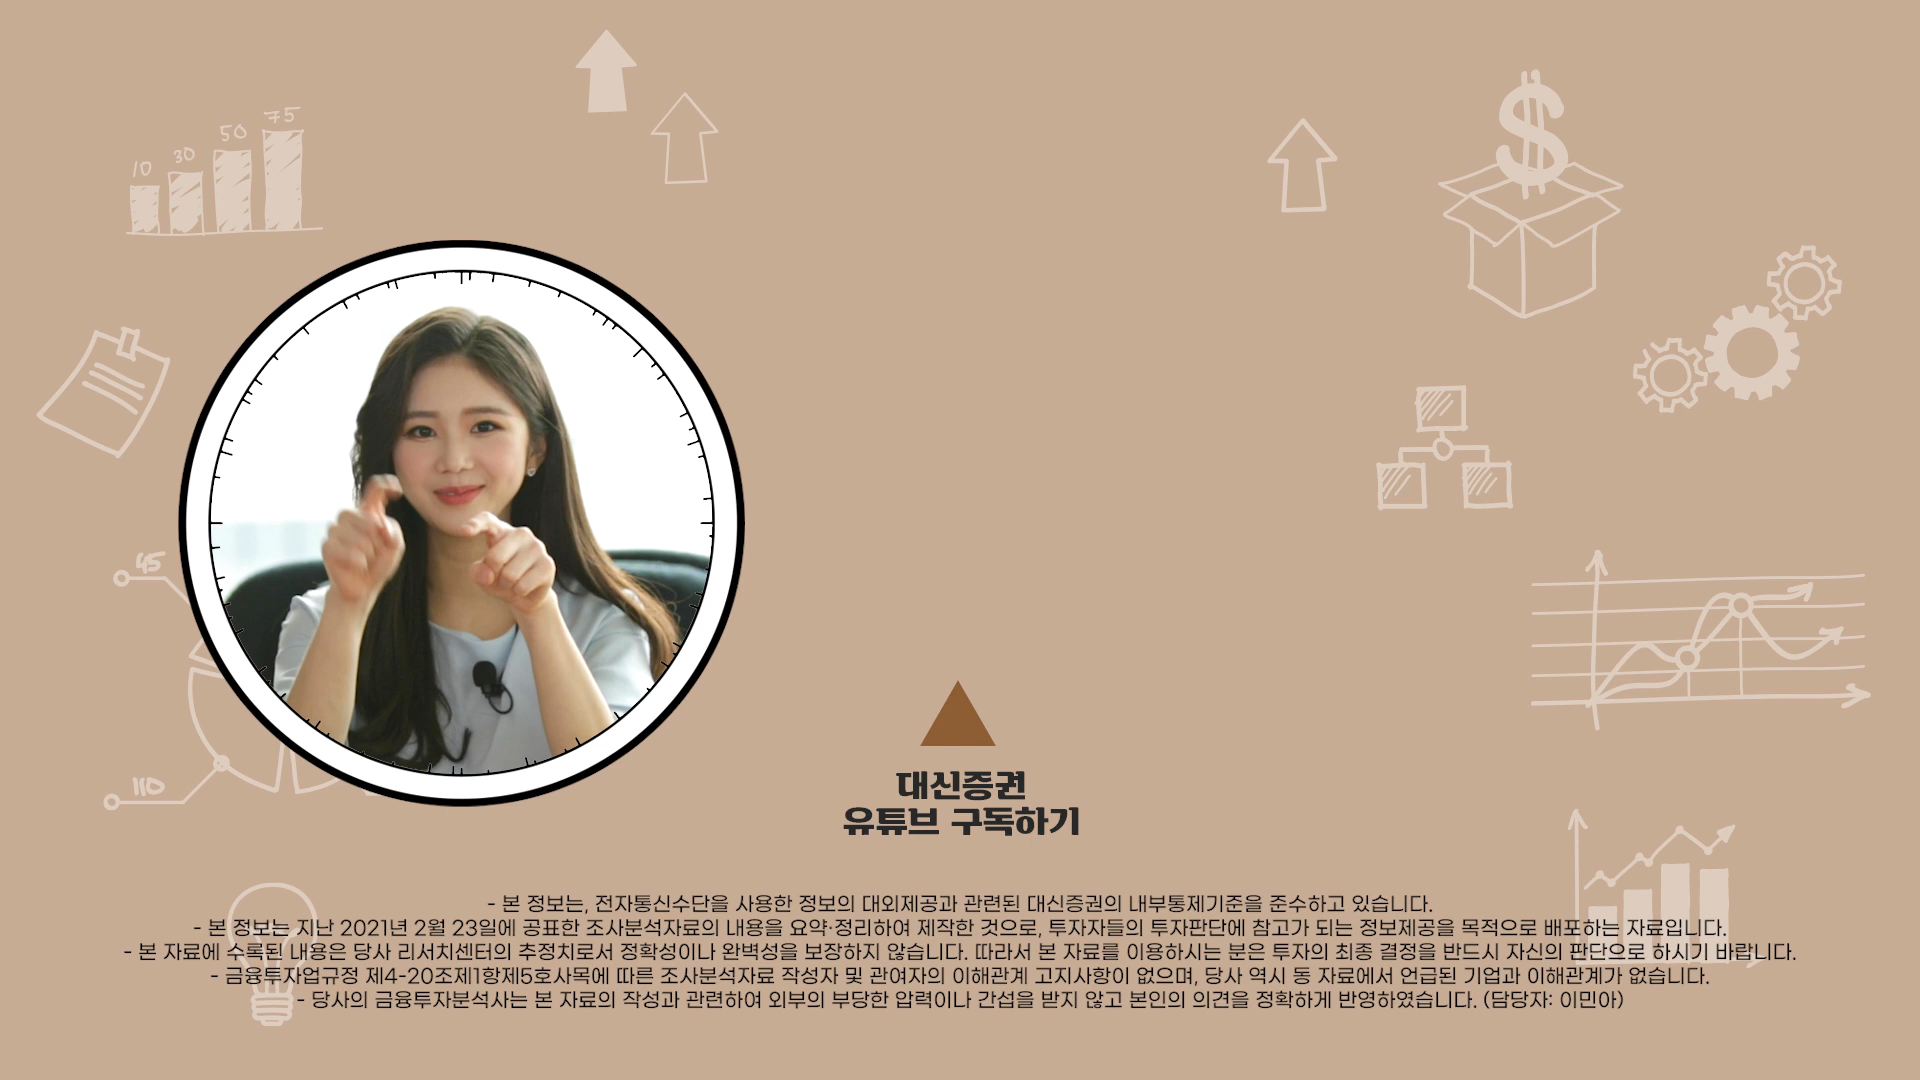 10
30
50
75
45
110
대신증권
유튜브 구독하기
- 본 정보는, 전자통신수단을 사용한 정보의 대외제공과 관련된 대신증권의 내부통제기준을 준수하고 있습니다.
- 본 정보는 지난 2021년 2월 23일에 공표한 조사분석자료의 내용을 요약·정리하여 제작한 것으로, 투자자들의 투자판단에 참고가 되는 정보제공을 목적으로 배포하는 자료입니다.
- 본 자료에 수록된 내용은 당사 리서치센터의 추정치로서 정확성이나 완벽성을 보장하지 않습니다. 따라서 본 자료를 이용하시는 분은 투자의 최종 결정을 반드시 자신의 판단으로 하시기 바랍니다.
- 금융투자업규정 제4-20조제1항제5호사목에 따른 조사분석자료 작성자 및 관여자의 이해관계 고지사항이 없으며, 당사 역시 동 자료에서 언급된 기업과 이해관계가 없습니다.
- 당사의 금융투자분석사는 본 자료의 작성과 관련하여 외부의 부당한 압력이나 간섭을 받지 않고 본인의 의견을 정확하게 반영하였습니다. (담당자: 이민아)